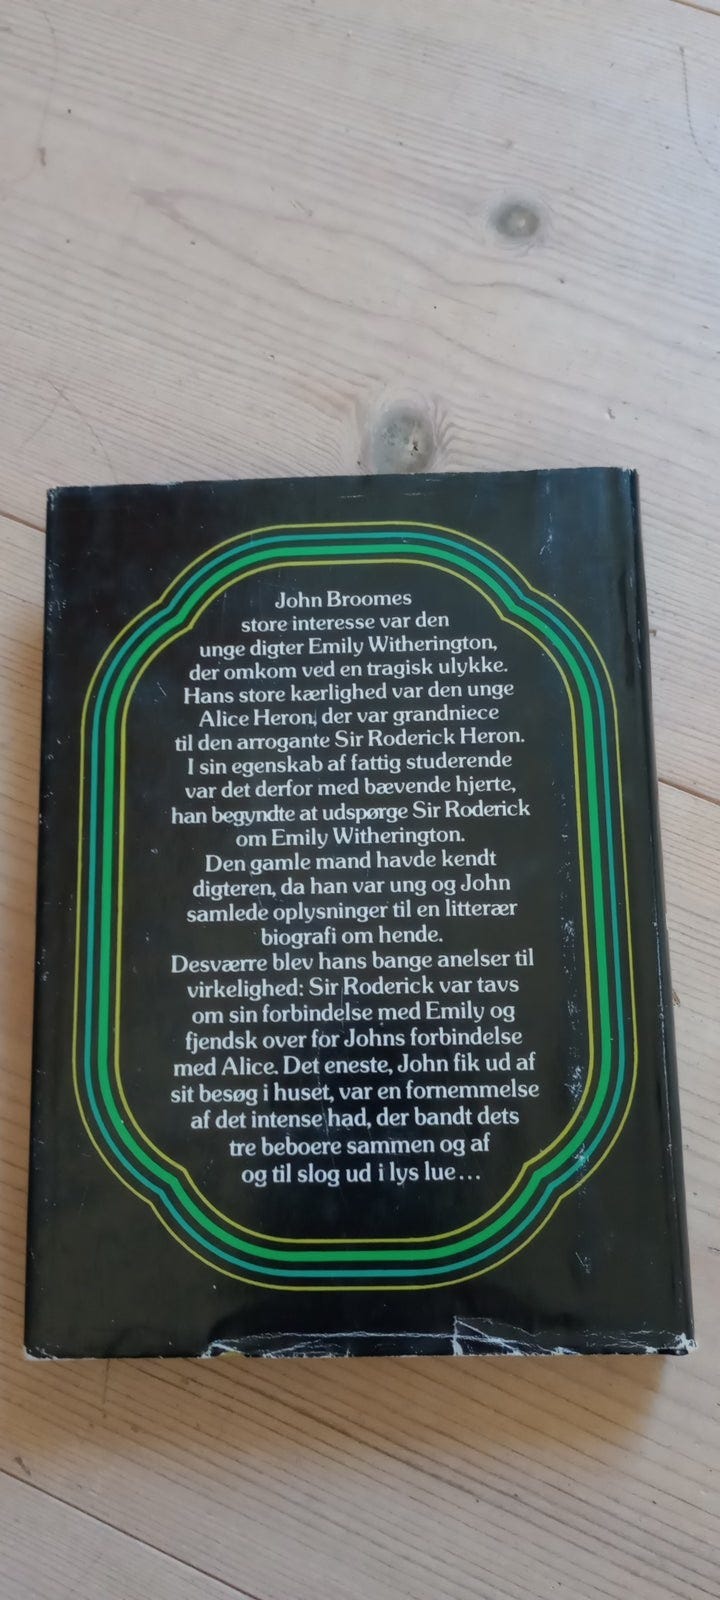 John Broomes
store interesse var den
unge digter Emily Witherington,
der omkom ved en tragisk ulykke.
Hans store kærlighed var den unge
Alice Heron, der var grandniece
til den arrogante Sir Roderick Heron.
I sin egenskab af fattig studerende
var det derfor med bævende hjerte,
han begyndte at udspørge Sir Roderick
om Emily Witherington.
Den gamle mand havde kendt
digteren, da han var ung og John
samlede oplysninger til en litterær
biografi om hende.
Desværre blev hans bange anelser til
virkelighed: Sir Roderick var tavs
om sin forbindelse med Emily og
fjendsk over for Johns forbindelse
med Alice. Det eneste, John fik ud af
sit besøg i huset, var en fornemmelse
af det intense had, der bandt dets
tre beboere sammen og af
og til slog ud i lys lue...